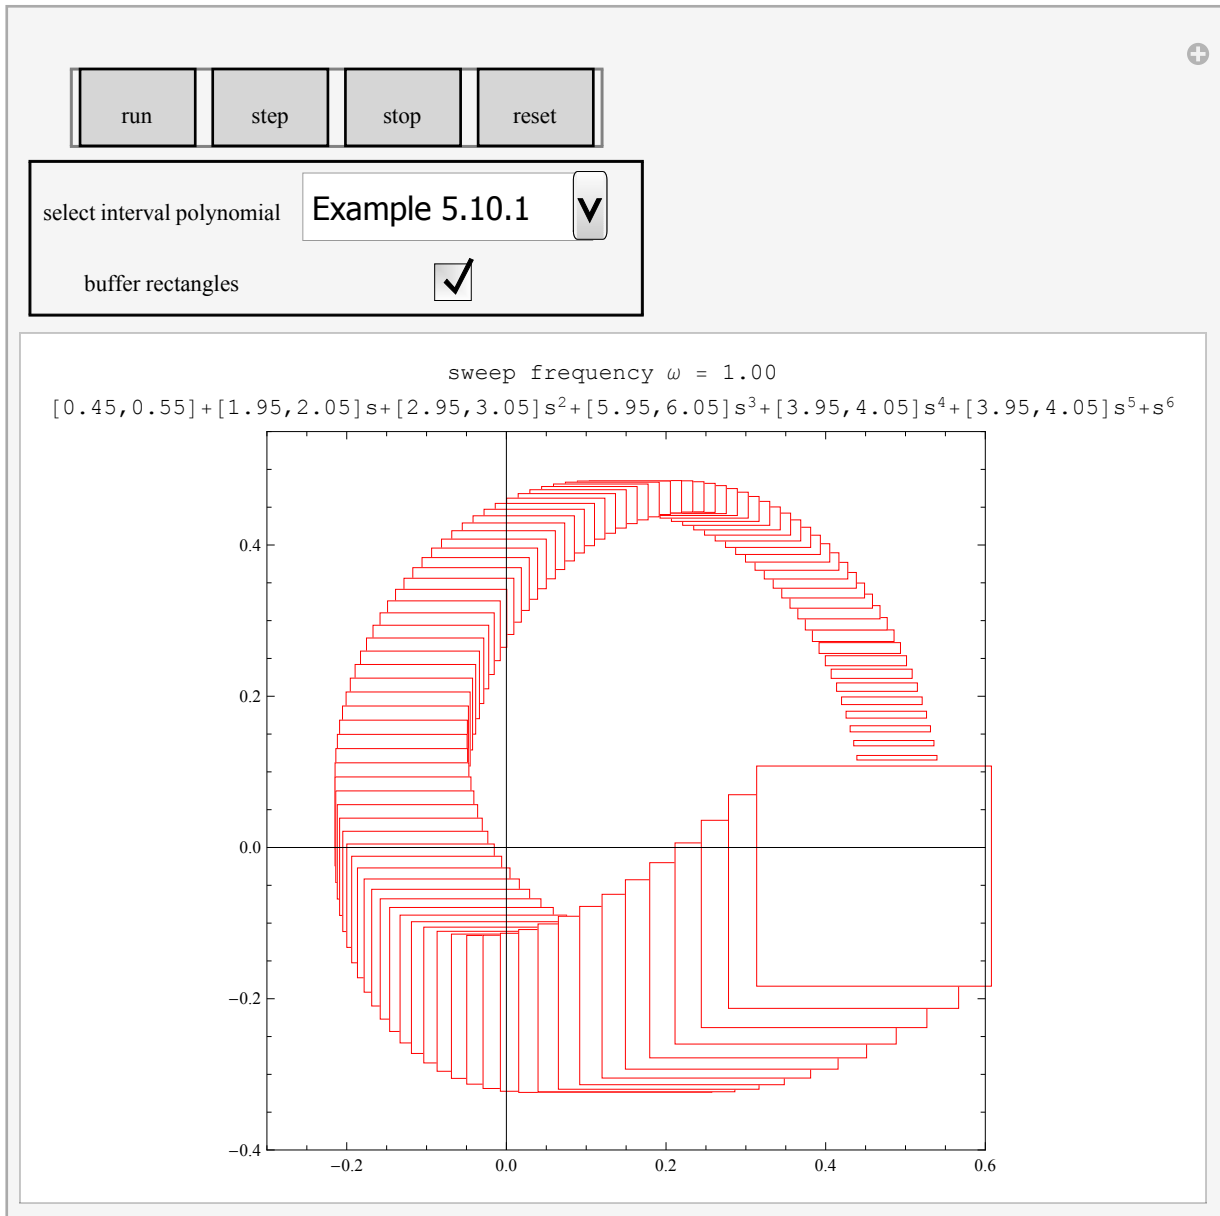 run step stop reset
select interval polynomial Example 5.10.1
buffer rectangles
sweep frequency ω = 1.00
[0.45,0.55]+[1.95,2.05]s+[2.95,3.05]s²+[5.95,6.05]s³+[3.95,4.05]s⁴+[3.95,4.05]s⁵+s⁶
0.4
0.2
0.0
−0.2
−0.4
−0.2 0.0 0.2 0.4 0.6